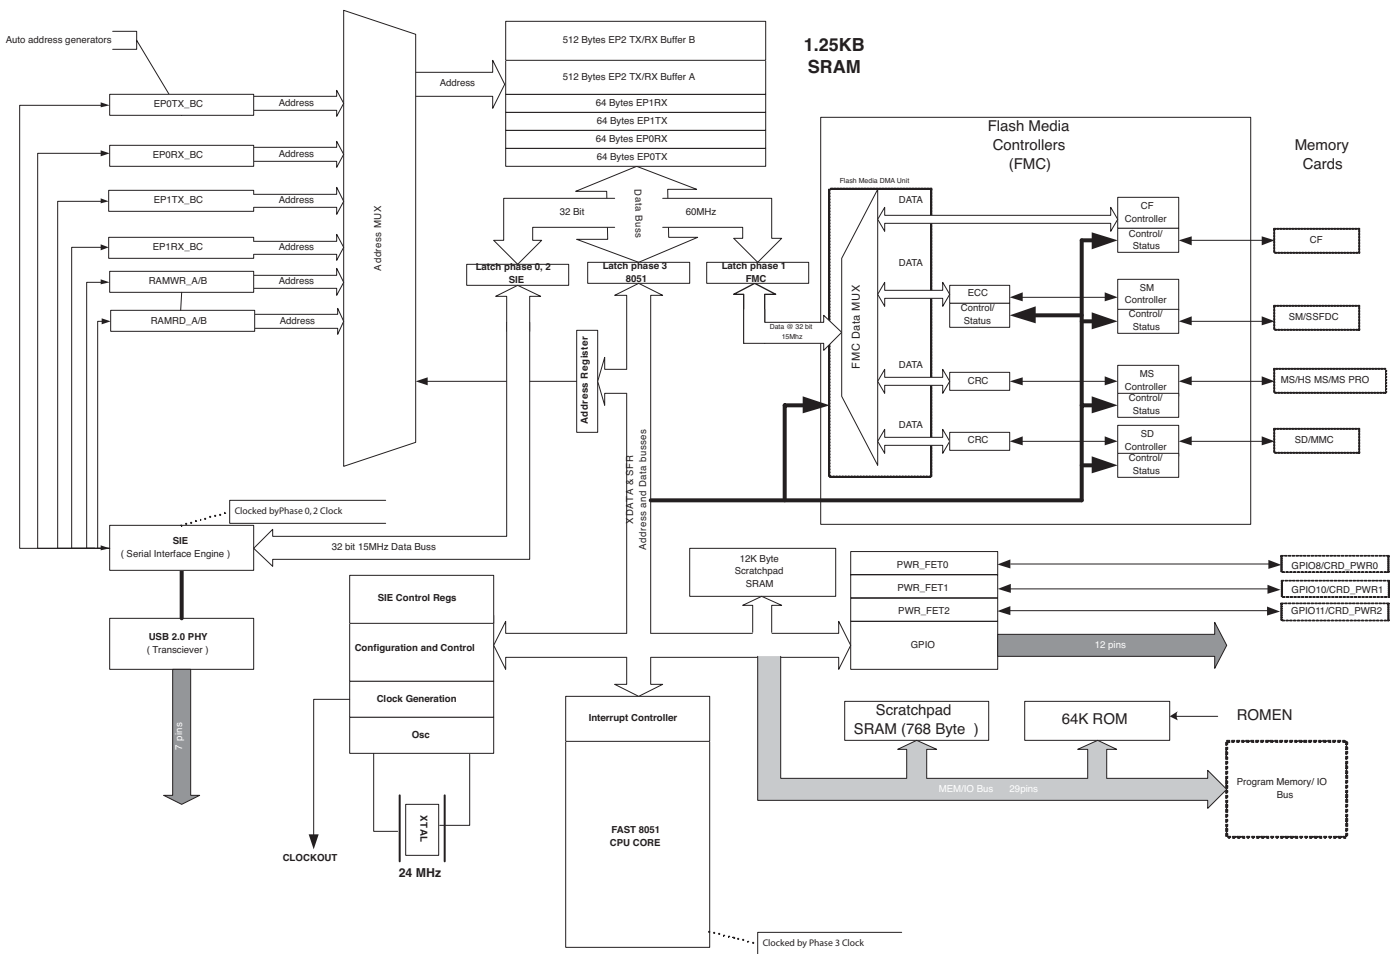 Auto address generators
EP0TX_BC
Address
EP0RX_BC
Address
EP1TX_BC
Address
EP1RX_BC
Address
RAMWR_A/B
Address
RAMRD_A/B
Address
Address MUX
Address
512 Bytes EP2 TX/RX Buffer B
512 Bytes EP2 TX/RX Buffer A
64 Bytes EP1RX
64 Bytes EP1TX
64 Bytes EP0RX
64 Bytes EP0TX
1.25KB
SRAM
32 Bit
Data Buss
60MHz
Latch phase 0, 2
SIE
Latch phase 3
8051
Latch phase 1
FMC
Data @ 32 bit
15Mhz
Address Register
XDATA & SFR
Address and Data busses
Flash Media
Controllers
(FMC)
Flash Media DMA Unit
FMC Data MUX
DATA
DATA
DATA
DATA
ECC
Control/
Status
CRC
CRC
CF
Controller
Control/
Status
SM
Controller
Control/
Status
MS
Controller
Control/
Status
SD
Controller
Control/
Status
Memory
Cards
CF
SM/SSFDC
MS/HS MS/MS PRO
SD/MMC
Clocked byPhase 0, 2 Clock
SIE
( Serial Interface Engine )
32 bit 15MHz Data Buss
USB 2.0 PHY
( Transciever )
7 pins
SIE Control Regs
Configuration and Control
Clock Generation
Osc
XTAL
24 MHz
CLOCKOUT
12K Byte
Scratchpad
SRAM
PWR_FET0
PWR_FET1
PWR_FET2
GPIO
GPIO8/CRD_PWR0
GPIO10/CRD_PWR1
GPIO11/CRD_PWR2
12 pins
Interrupt Controller
FAST 8051
CPU CORE
Clocked by Phase 3 Clock
Scratchpad
SRAM (768 Byte )
64K ROM
ROMEN
MEM/IO Bus 29pins
Program Memory/ IO
Bus